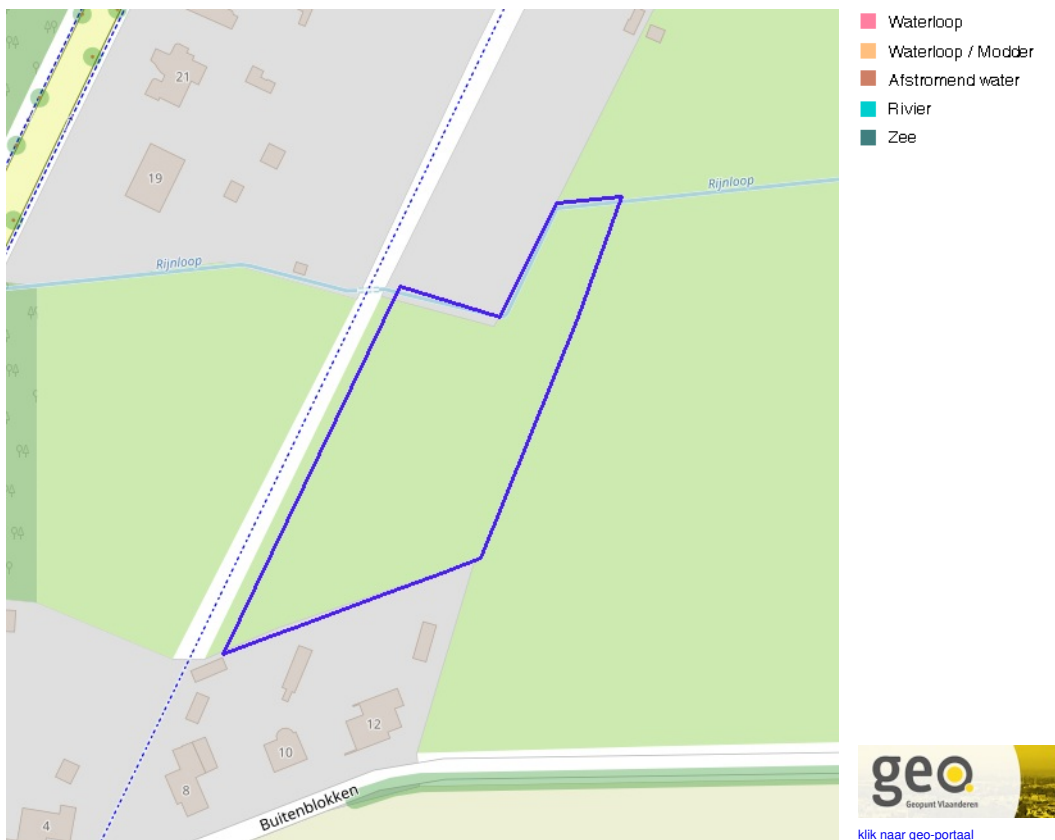 21
19
Rijnloop
Rijnloop
12
10
8
4
Buitenblokken
Waterloop
Waterloop / Modder
Afstromend water
Rivier
Zee
geo
Geopunt Vlaanderen
klik naar geo-portaal